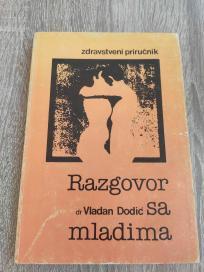 zdravstveni priručnik
Razgovor
dr Vladan Dodić sa
mladima